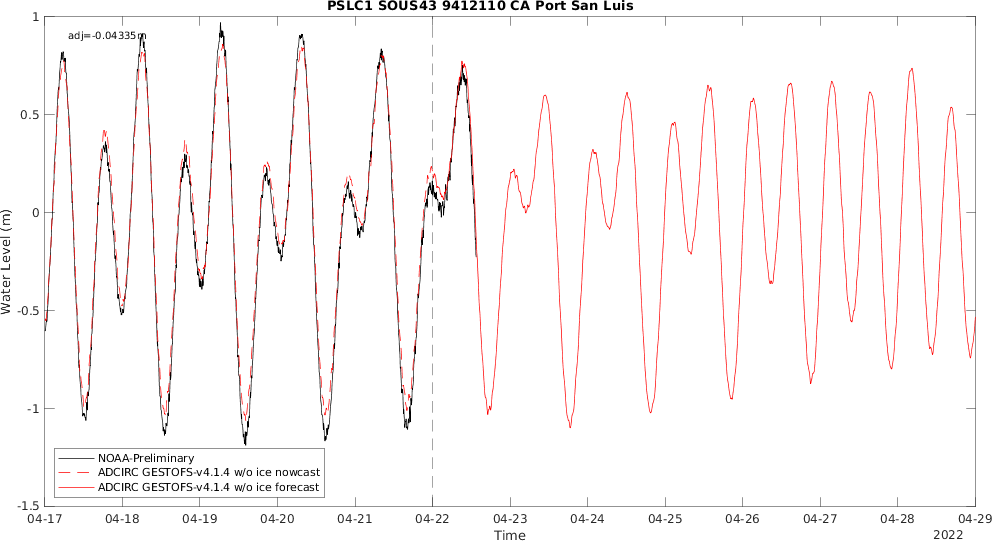 PSLC1 SOUS43 9412110 CA Port San Luis
adj=-0.04335
1
0.5
0
-0.5
-1
-1.5
Water Level (m)
NOAA-Preliminary
ADCIRC GESTOFS-v4.1.4 w/o ice nowcast
ADCIRC GESTOFS-v4.1.4 w/o ice forecast
04-17 04-18 04-19 04-20 04-21 04-22 04-23 04-24 04-25 04-26 04-27 04-28 04-29
Time
2022